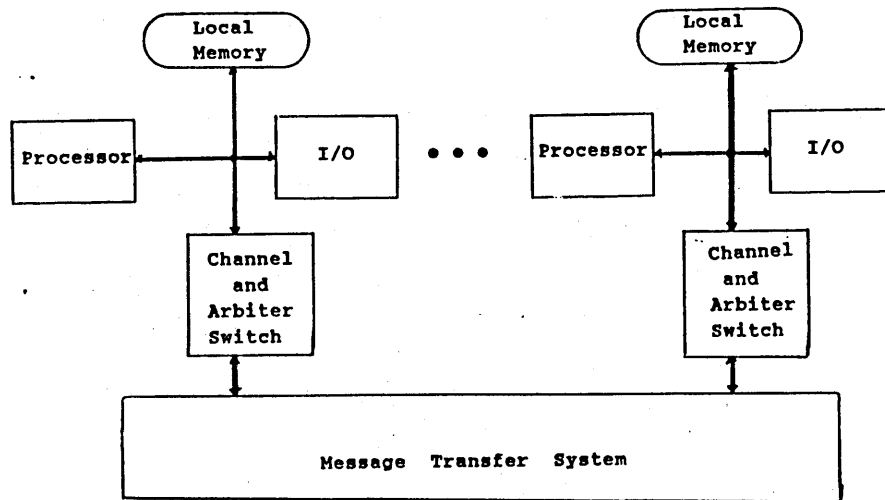 Local
Memory
Local
Memory
Processor
I/O
Processor
I/O
Channel
and
Arbiter
Switch
Channel
and
Arbiter
Switch
Message Transfer System